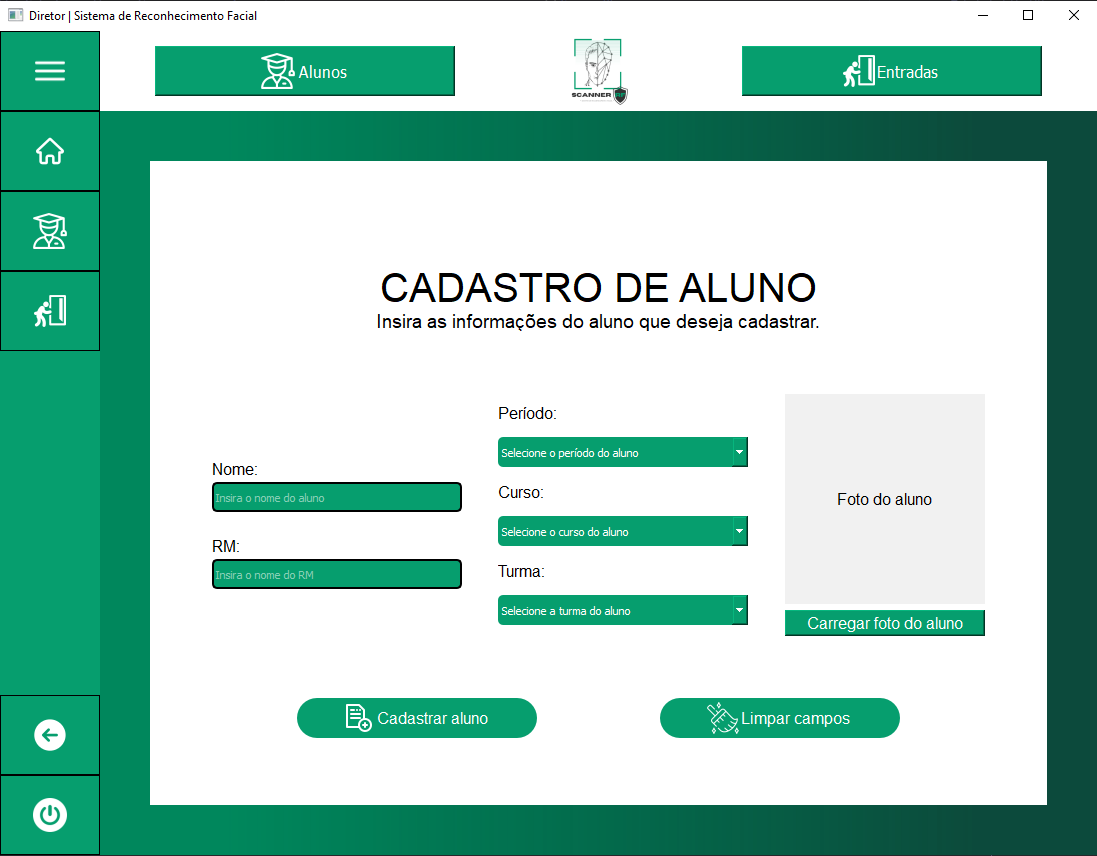 Diretor | Sistema de Reconhecimento Facial
Alunos
SCANNER
Entradas
CADASTRO DE ALUNO
Insira as informações do aluno que deseja cadastrar.
Nome:
Insira o nome do aluno
RM:
Insira o nome do RM
Período:
Selecione o período do aluno
Curso:
Selecione o curso do aluno
Turma:
Selecione a turma do aluno
Foto do aluno
Carregar foto do aluno
Cadastrar aluno
Limpar campos